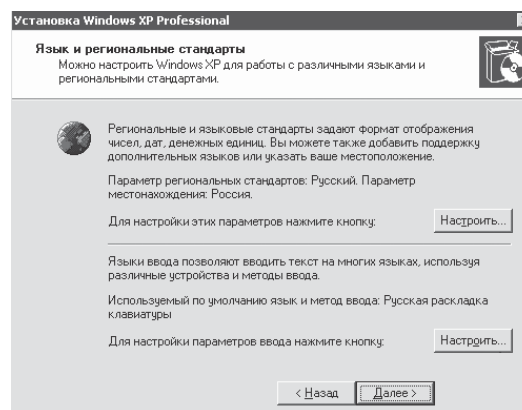 Установка Windows XP Professional
Язык и региональные стандарты
Можно настроить Windows XP для работы с различными языками и
региональными стандартами.
Региональные и языковые стандарты задают формат отображения
чисел, дат, денежных единиц. Вы можете также добавить поддержку
дополнительных языков или указать ваше местоположение.
Параметр региональных стандартов: Русский. Параметр
местонахождения: Россия.
Для настройки этих параметров нажмите кнопку:
Настроить...
Языки ввода позволяют вводить текст на многих языках, используя
различные устройства и методы ввода.
Используемый по умолчанию язык и метод ввода: Русская раскладка
клавиатуры
Для настройки параметров ввода нажмите кнопку:
Настроить...
< Назад
Далее >